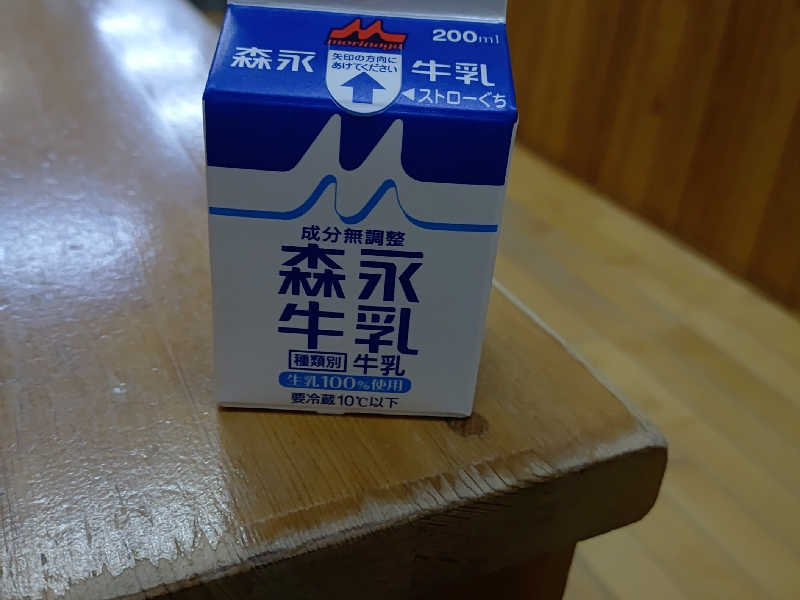 morinaga
200ml
森永 牛乳
矢印の方向に
あけてください
ストローぐち
成分無調整
森永
牛乳
種類別 牛乳
生乳100%使用
要冷蔵10℃以下